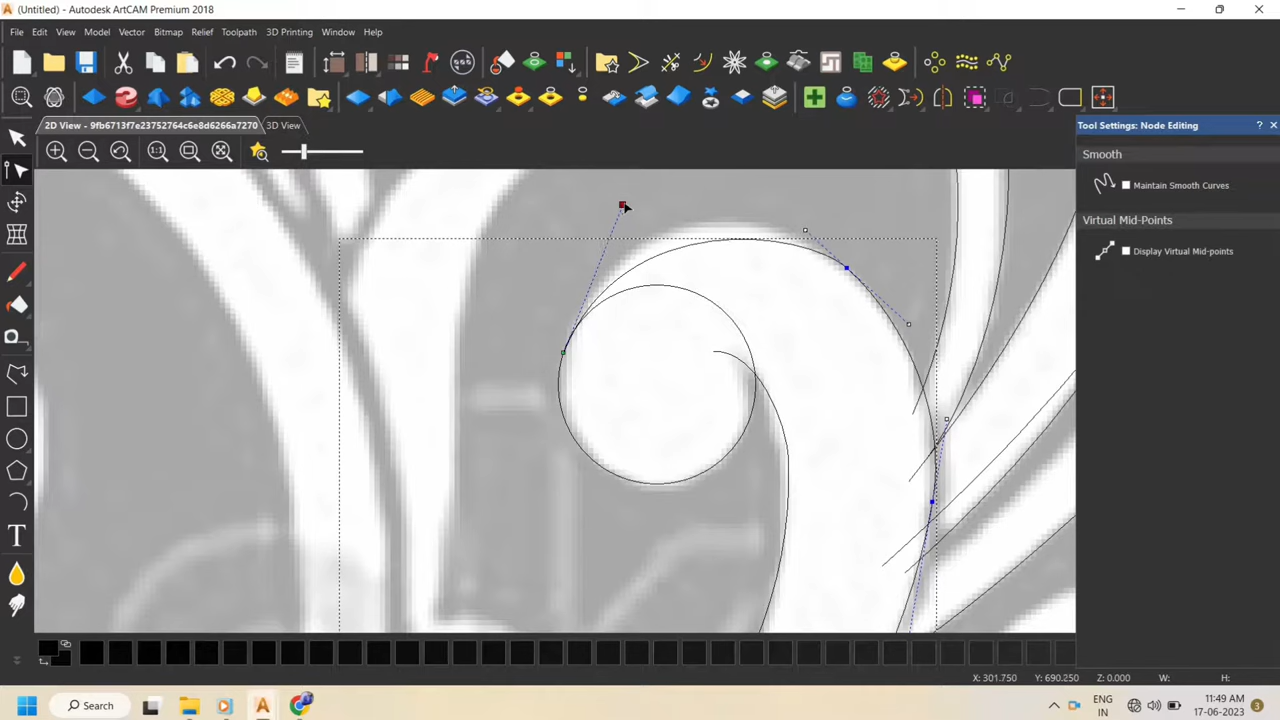 (Untitled) - Autodesk ArtCAM Premium 2018
File Edit View Model Vector Bitmap Relief Toolpath 3D Printing Window Help
2D View - 9fb6713f7e23752764c6e8d6266a7270 3D View
Tool Settings: Node Editing ?
Smooth
Maintain Smooth Curves
Virtual Mid-Points
Display Virtual Mid-points
X: 301.750 Y: 690.250 Z: 0.000 W: H:
Search
ENG
IN
11:49 AM
17-06-2023
3